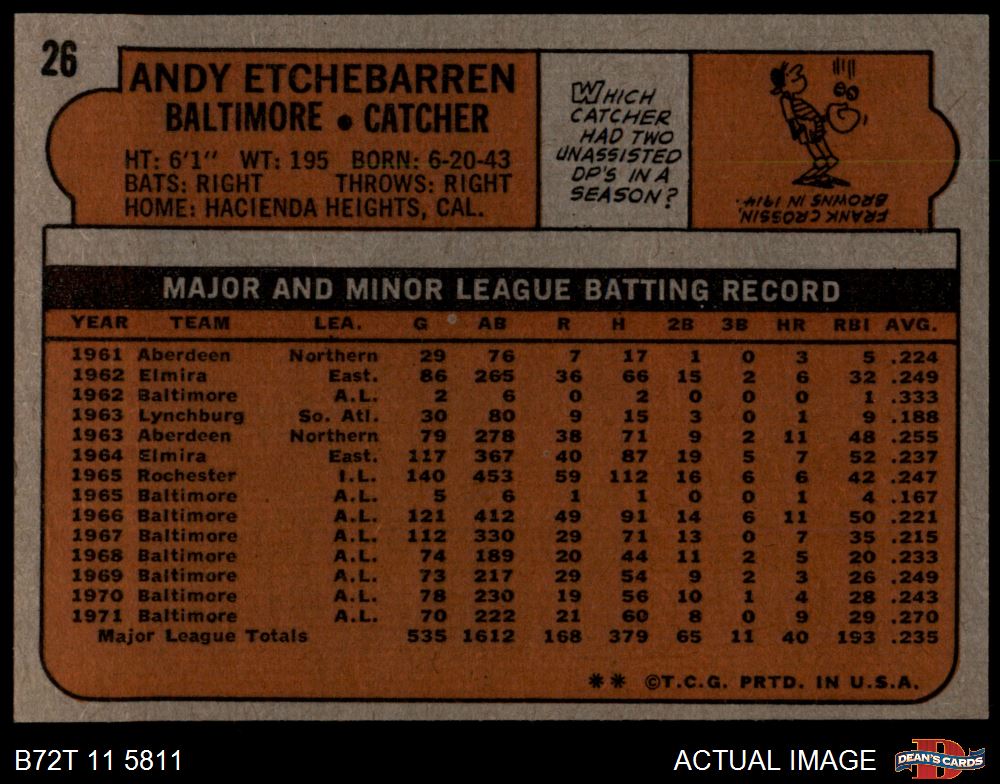 26
ANDY ETCHEBARREN
BALTIMORE • CATCHER
HT: 6'1" WT: 195 BORN: 6-20-43
BATS: RIGHT THROWS: RIGHT
HOME: HACIENDA HEIGHTS, CAL.
WHICH
CATCHER
HAD TWO
UNASSISTED
DP'S IN A
SEASON?
FRANK CROSSIN,
BROWNS IN 1914.
MAJOR AND MINOR LEAGUE BATTING RECORD
YEAR TEAM LEA. G AB R H 2B 3B HR RBI AVG.
1961 Aberdeen Northern 29 76 7 17 1 0 3 5 .224
1962 Elmira East. 86 265 36 66 15 2 6 32 .249
1962 Baltimore A.L. 2 6 0 2 0 0 0 1 .333
1963 Lynchburg So. Atl. 30 80 9 15 3 0 1 9 .188
1963 Aberdeen Northern 79 278 38 71 9 2 11 48 .255
1964 Elmira East. 117 367 40 87 19 5 7 52 .237
1965 Rochester I.L. 140 453 59 112 16 6 6 42 .247
1965 Baltimore A.L. 5 6 1 1 0 0 1 4 .167
1966 Baltimore A.L. 121 412 49 91 14 6 11 50 .221
1967 Baltimore A.L. 112 330 29 71 13 0 7 35 .215
1968 Baltimore A.L. 74 189 20 44 11 2 5 20 .233
1969 Baltimore A.L. 73 217 29 54 9 2 3 26 .249
1970 Baltimore A.L. 78 230 19 56 10 1 4 28 .243
1971 Baltimore A.L. 70 222 21 60 8 0 9 29 .270
Major League Totals 535 1612 168 379 65 11 40 193 .235
** ©T.C.G. PRTD. IN U.S.A.
B72T 11 5811
ACTUAL IMAGE
DEAN'S CARDS